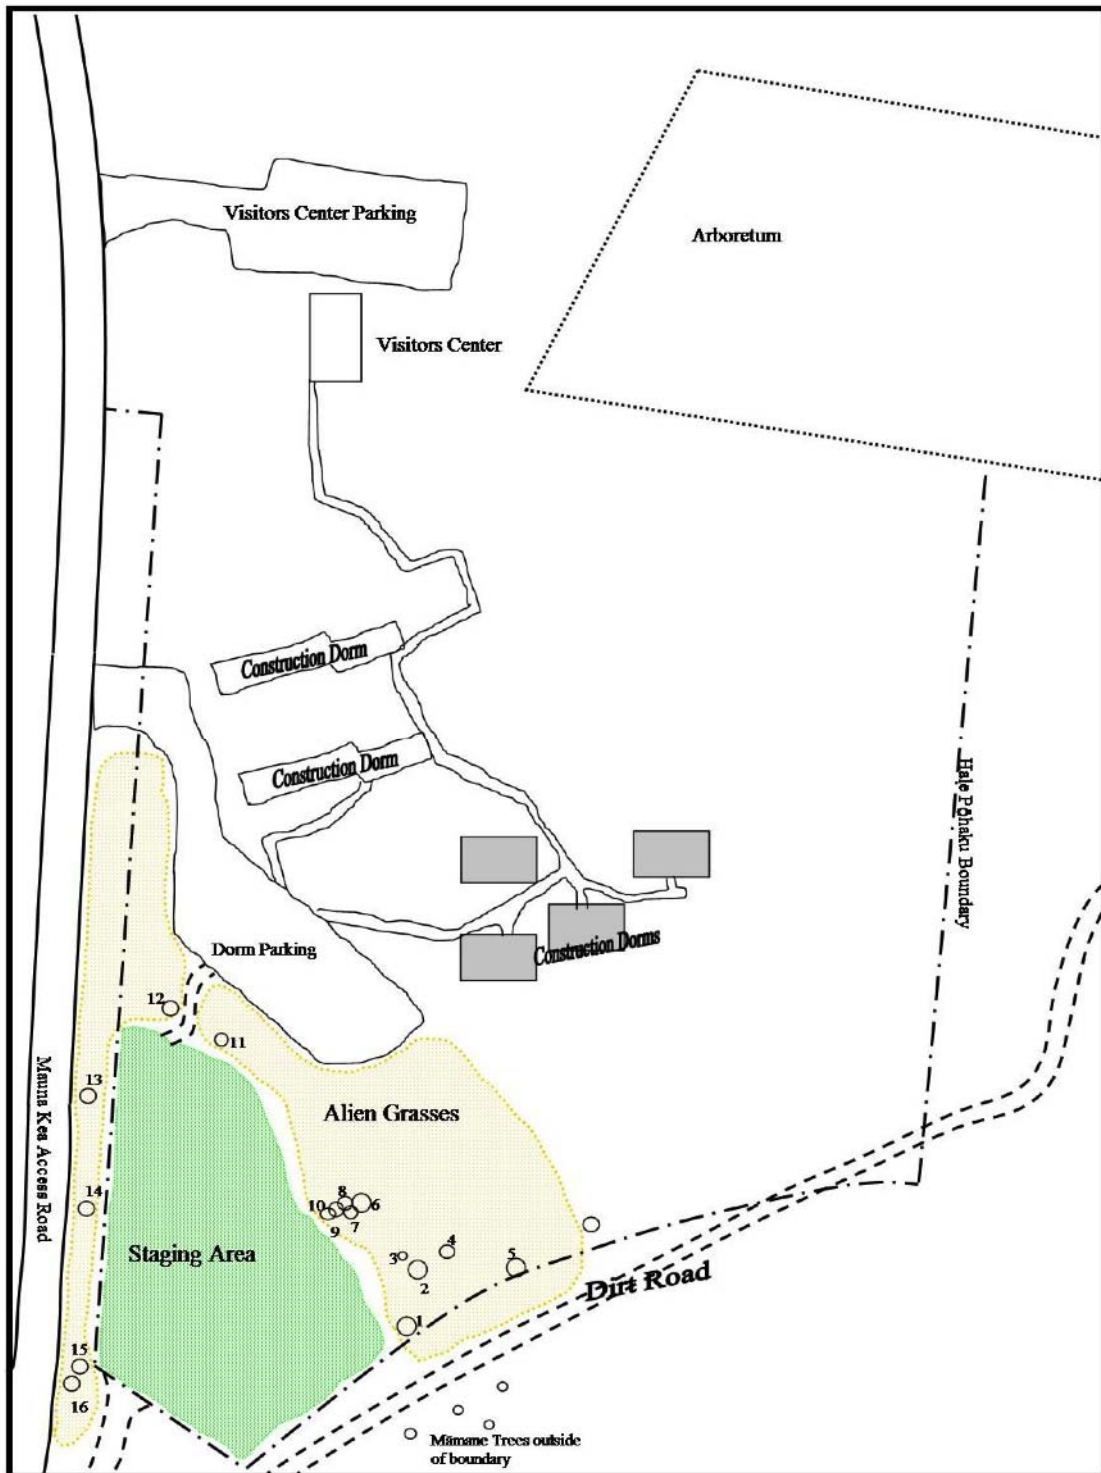 Visitors Center Parking
Arboretum
Visitors Center
Construction Dorm
Construction Dorm
Hale Pōhaku Boundary
Construction Dorms
Dorm Parking
12
11
Mauna Kea Access Road
13
Alien Grasses
14
8
6
10
7
9
Staging Area
4
3
5
2
Dirt Road
1
15
16
Māmane Trees outside
of boundary